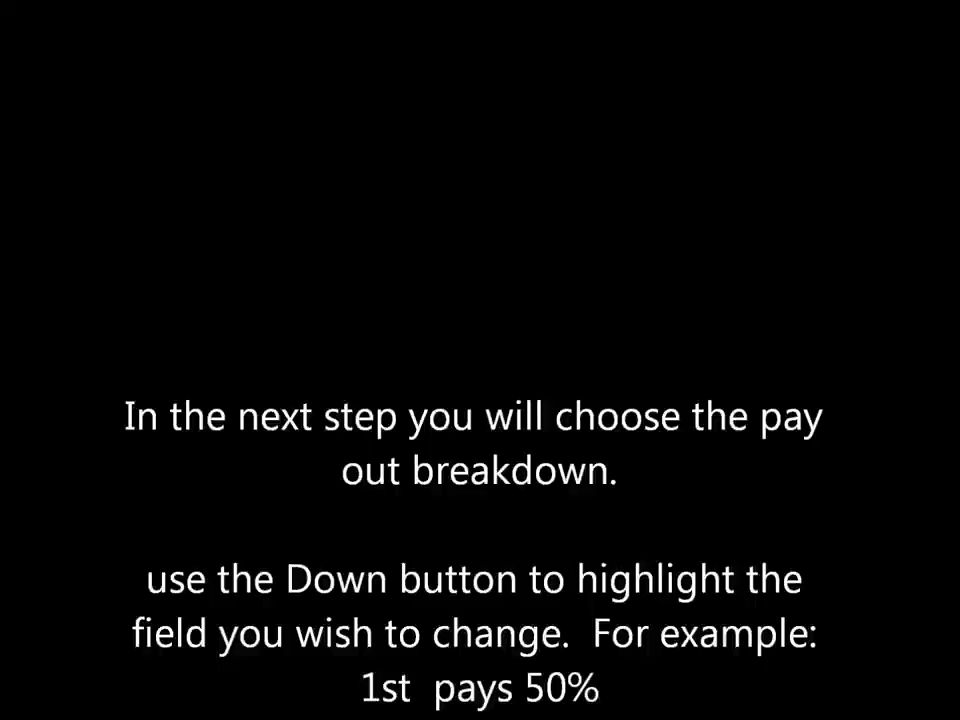 In the next step you will choose the pay
out breakdown.
use the Down button to highlight the
field you wish to change.  For example:
1st  pays 50%